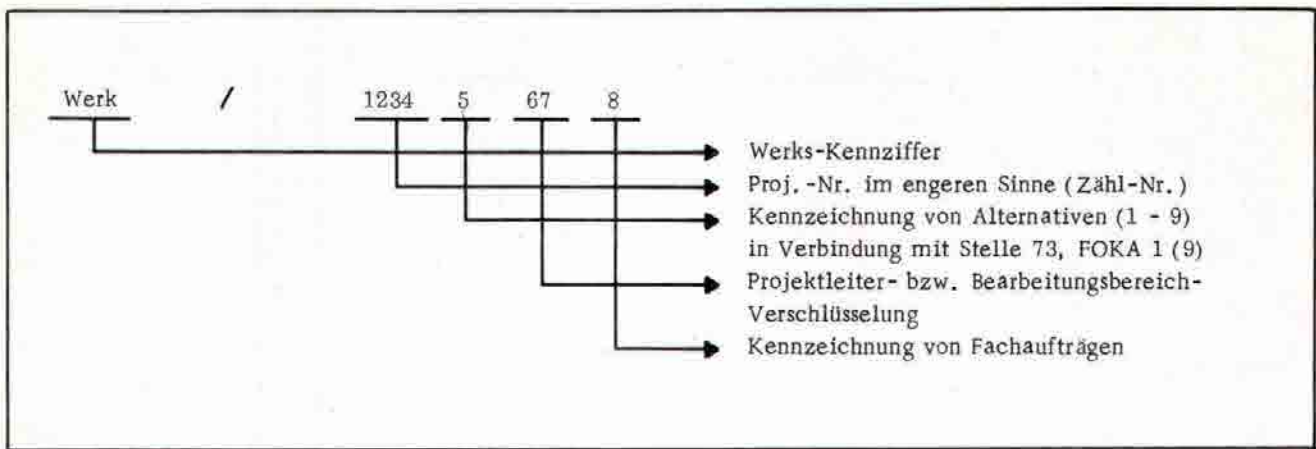 Werk / 1234 5 67 8
Werks-Kennziffer
Proj.-Nr. im engeren Sinne (Zähl-Nr.)
Kennzeichnung von Alternativen (1 - 9)
in Verbindung mit Stelle 73, FOKA 1 (9)
Projektleiter- bzw. Bearbeitungsbereich-
Verschlüsselung
Kennzeichnung von Fachaufträgen